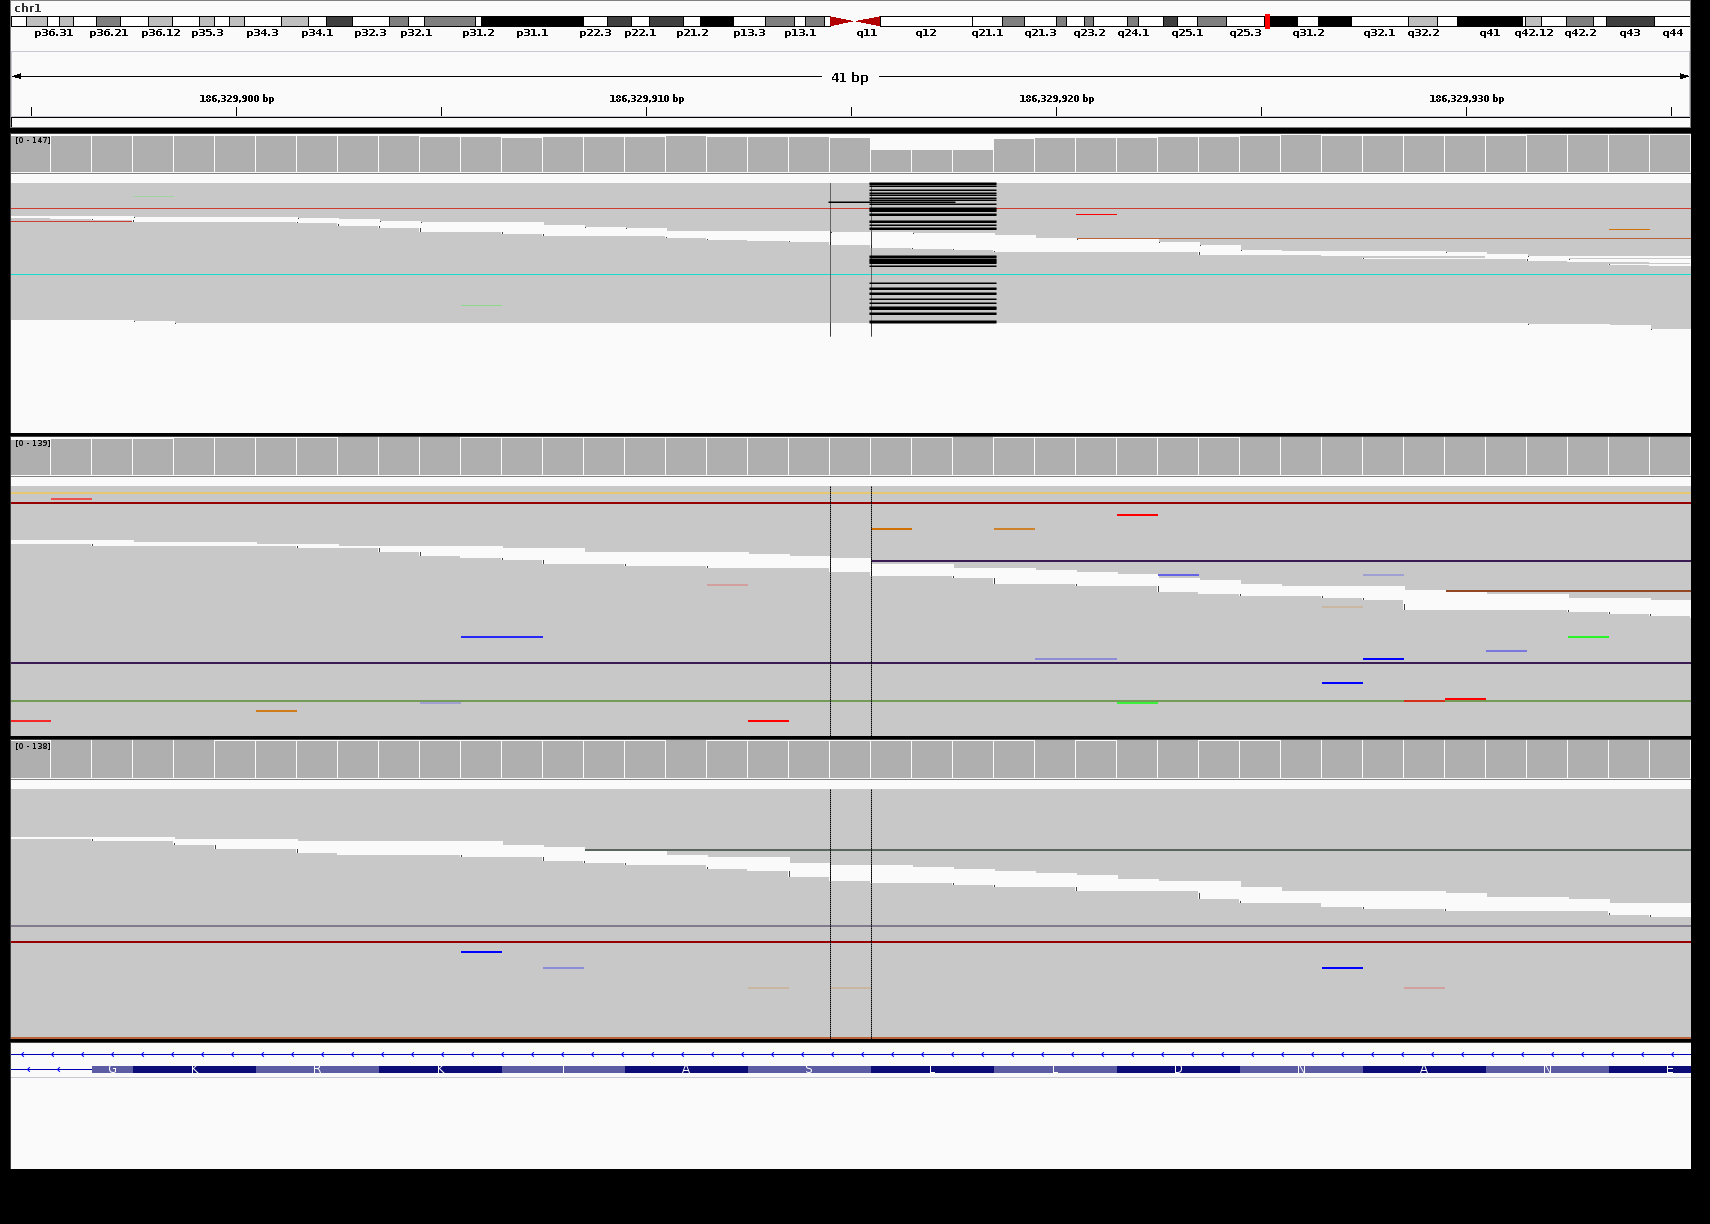 chr1
p36.31 p36.21 p36.12 p35.3 p34.3 p34.1 p32.3 p32.1 p31.2 p31.1 p22.3 p22.1 p21.2 p13.3 p13.1 q11 q12 q21.1 q21.3 q23.2 q24.1 q25.1 q25.3 q31.2 q32.1 q32.2 q41 q42.12 q42.2 q43 q44
41 bp
186,329,900 bp 186,329,910 bp 186,329,920 bp 186,329,930 bp
[0 - 147]
[0 - 139]
[0 - 138]
G K R K I A S L L D N A N E